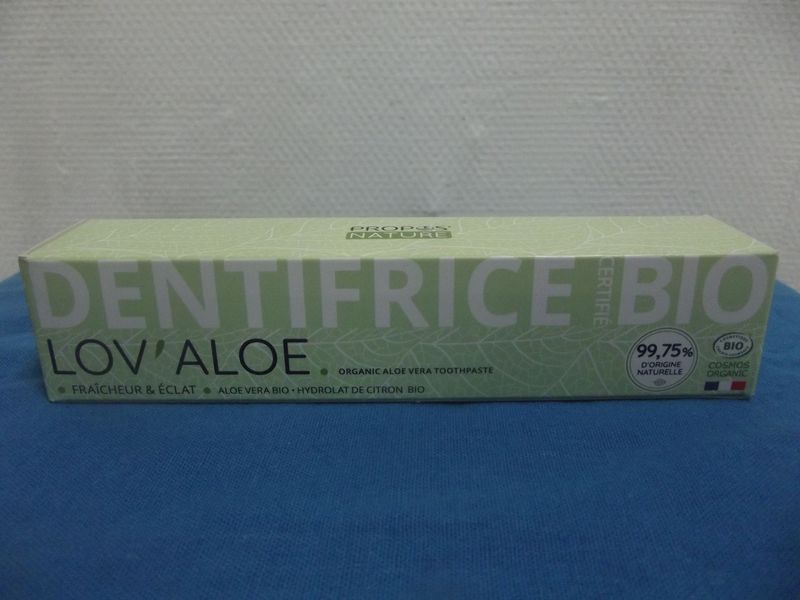 PROPOS'
NATURE
DENTIFRICE CERTIFIÉ BIO
LOV'ALOE.
ORGANIC ALOE VERA TOOTHPASTE
• FRAÎCHEUR & ÉCLAT • ALOE VERA BIO • HYDROLAT DE CITRON BIO
99,75%
D'ORIGINE
NATURELLE
BIO
COSMOS
ORGANIC